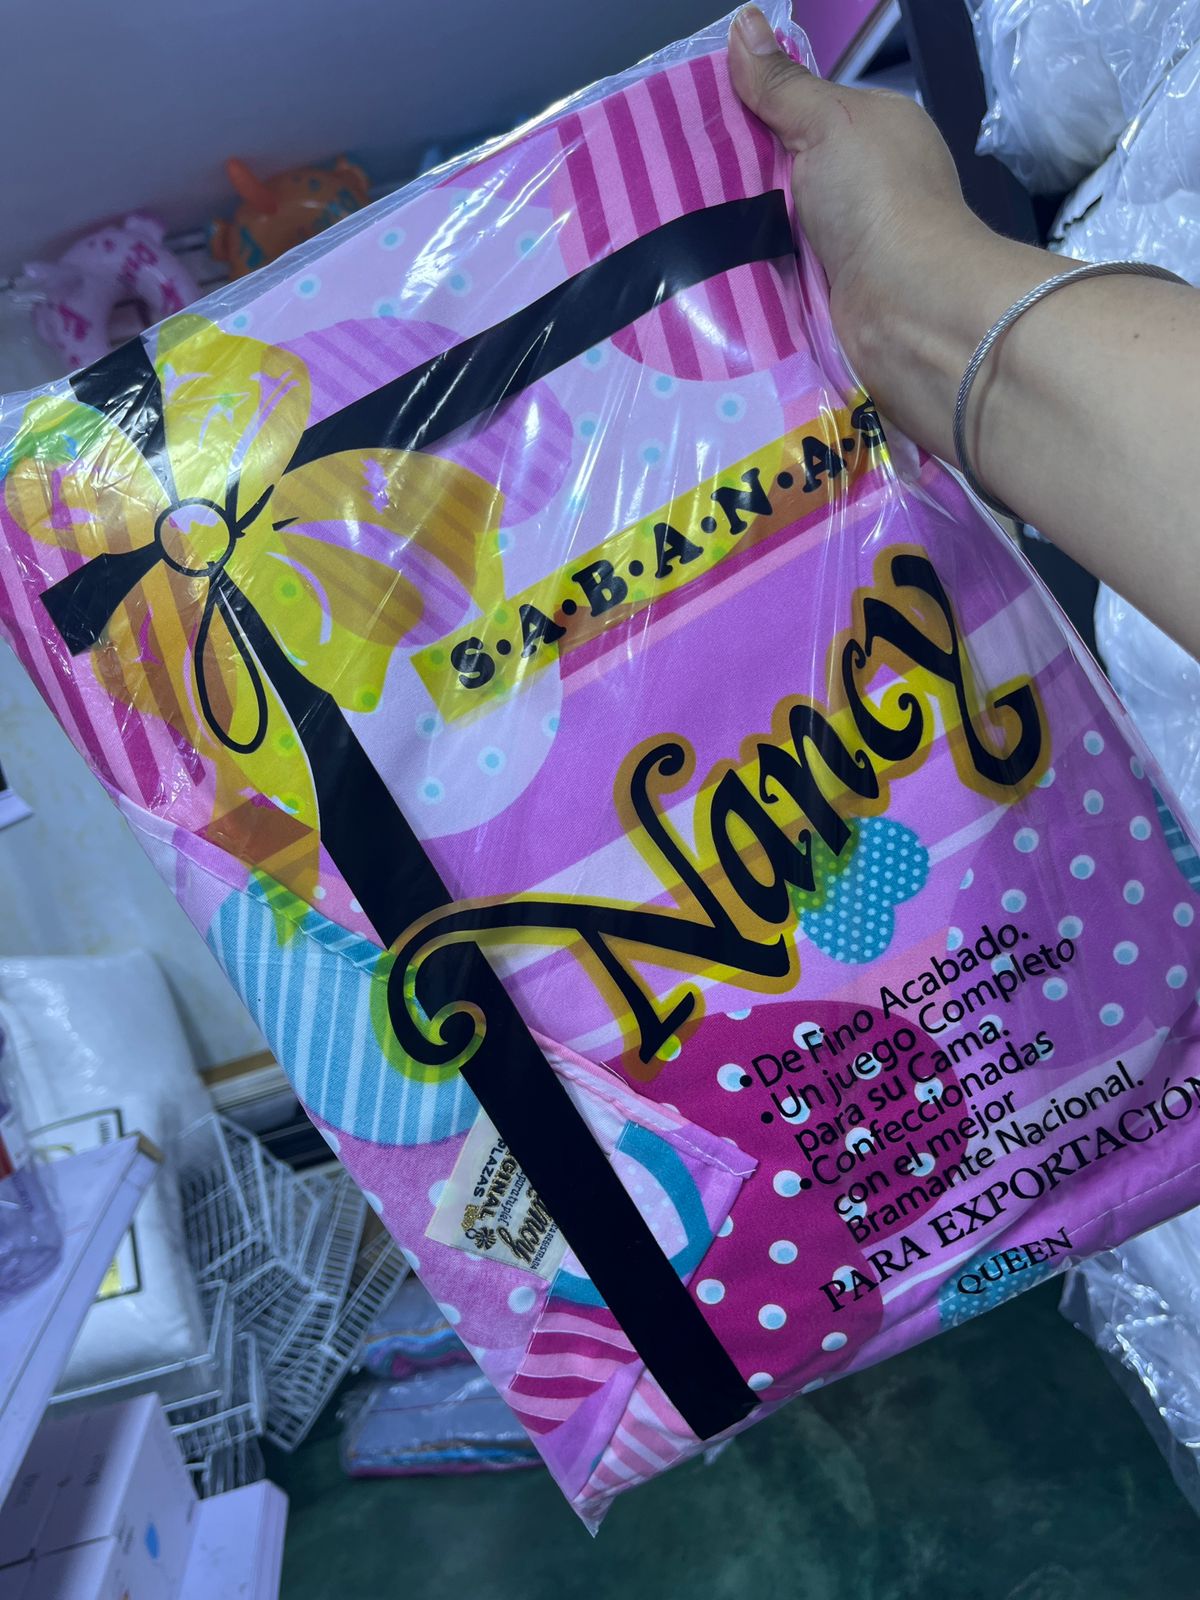 S·A·B·A·N·A·S
Nancy
• De Fino Acabado.
• Un juego Completo
para su Cama.
• Confeccionadas
con el mejor
Bramante Nacional.
PARA EXPORTACIÓN
QUEEN
PLAZAS